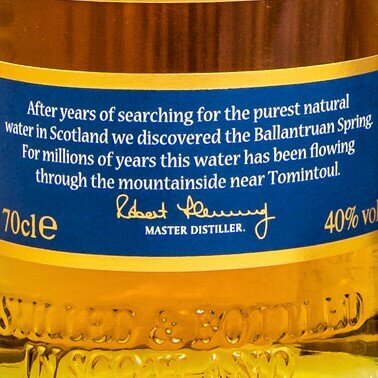 After years of searching for the purest natural
water in Scotland we discovered the Ballantruan Spring.
For millions of years this water has been flowing
through the mountainside near Tomintoul.
Robert Fleming
MASTER DISTILLER.
70cl e
40% vol
& BOTTLED
IN SCOTLAND